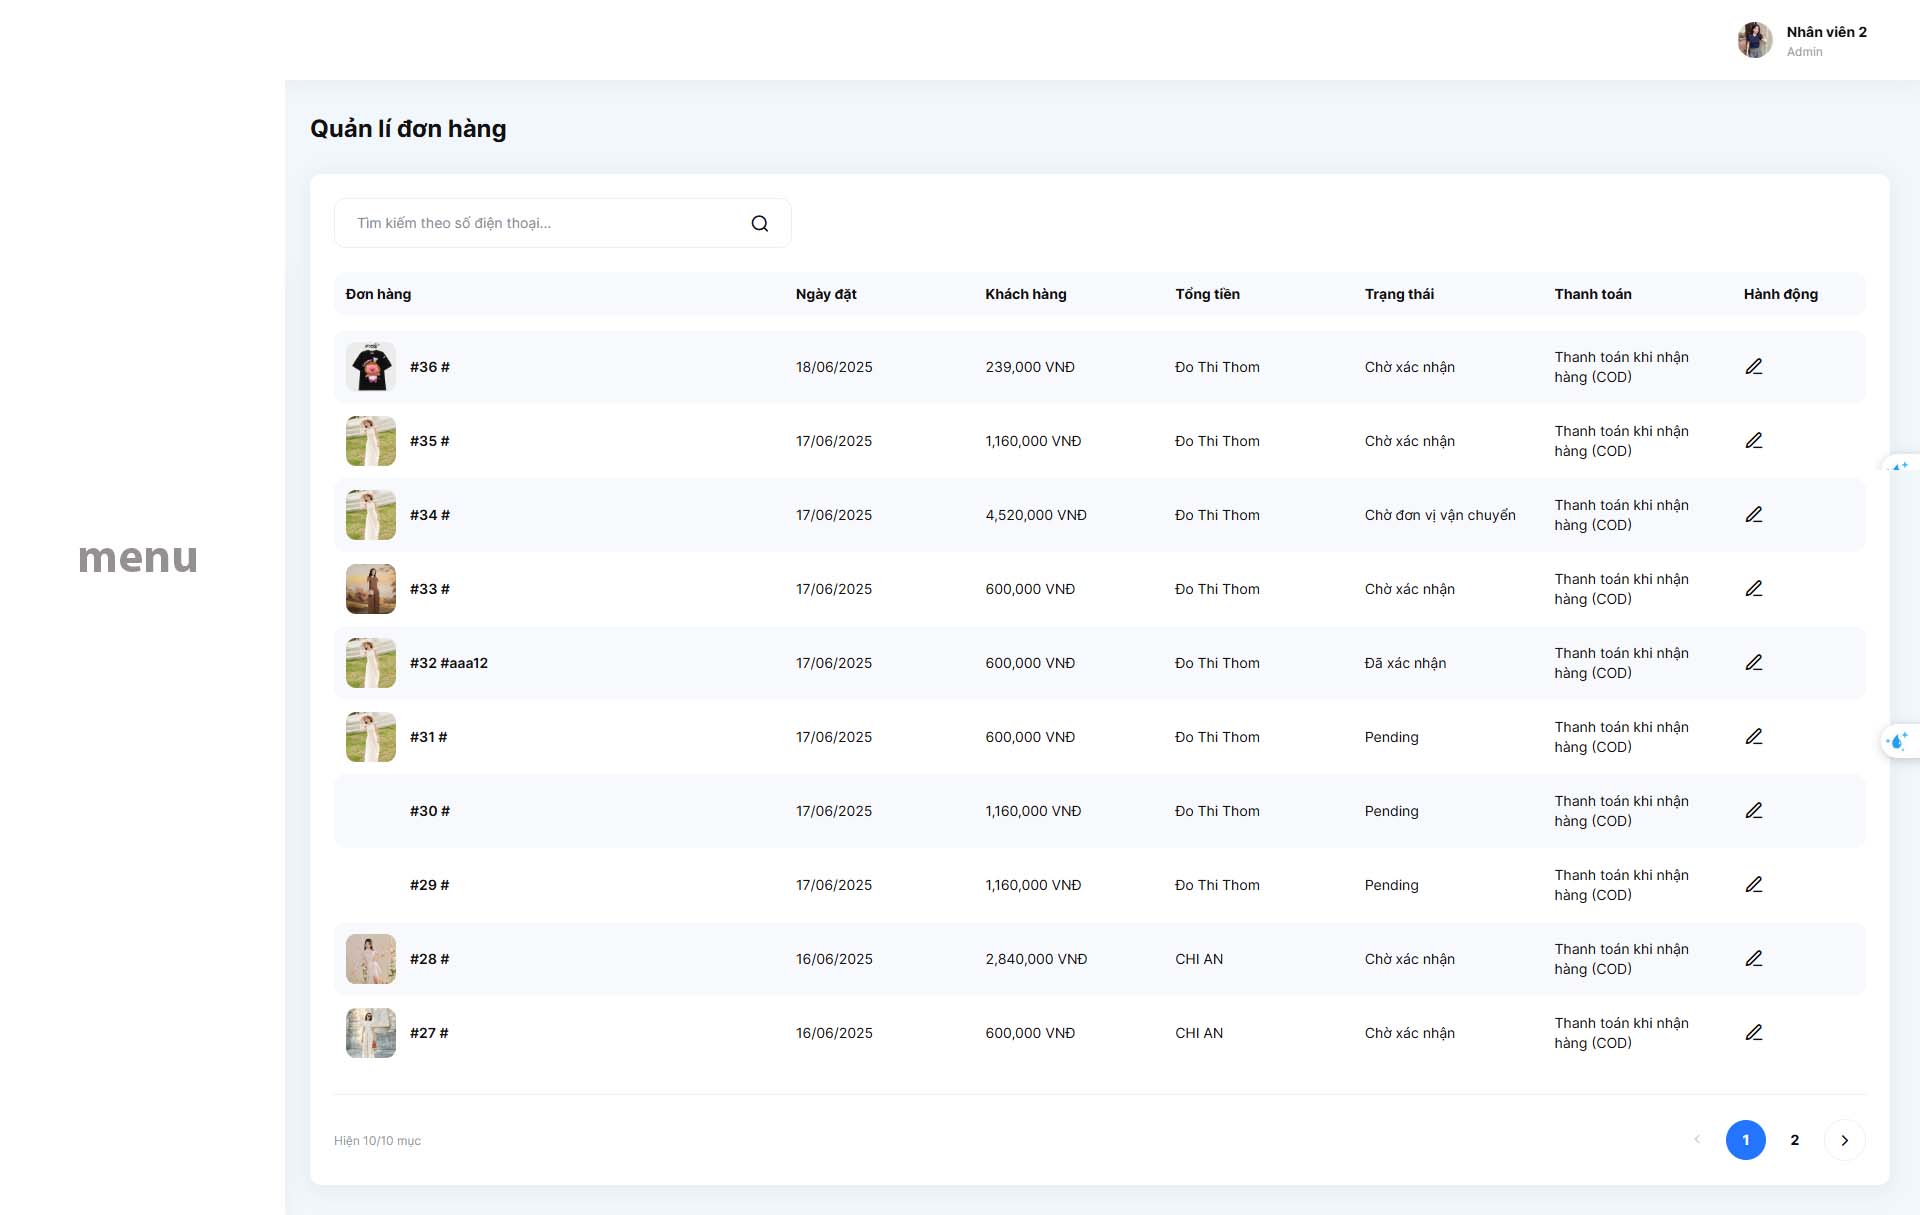 Nhân viên 2
Admin
Quản lí đơn hàng
Tìm kiếm theo số điện thoại...
Đơn hàng Ngày đặt Khách hàng Tổng tiền Trạng thái Thanh toán Hành động
#36 # 18/06/2025 239,000 VNĐ Đo Thi Thom Chờ xác nhận Thanh toán khi nhận
hàng (COD)
#35 # 17/06/2025 1,160,000 VNĐ Đo Thi Thom Chờ xác nhận Thanh toán khi nhận
hàng (COD)
#34 # 17/06/2025 4,520,000 VNĐ Đo Thi Thom Chờ đơn vị vận chuyển Thanh toán khi nhận
hàng (COD)
menu
#33 # 17/06/2025 600,000 VNĐ Đo Thi Thom Chờ xác nhận Thanh toán khi nhận
hàng (COD)
#32 #aaa12 17/06/2025 600,000 VNĐ Đo Thi Thom Đã xác nhận Thanh toán khi nhận
hàng (COD)
#31 # 17/06/2025 600,000 VNĐ Đo Thi Thom Pending Thanh toán khi nhận
hàng (COD)
#30 # 17/06/2025 1,160,000 VNĐ Đo Thi Thom Pending Thanh toán khi nhận
hàng (COD)
#29 # 17/06/2025 1,160,000 VNĐ Đo Thi Thom Pending Thanh toán khi nhận
hàng (COD)
#28 # 16/06/2025 2,840,000 VNĐ CHI AN Chờ xác nhận Thanh toán khi nhận
hàng (COD)
#27 # 16/06/2025 600,000 VNĐ CHI AN Chờ xác nhận Thanh toán khi nhận
hàng (COD)
Hiện 10/10 mục
1 2